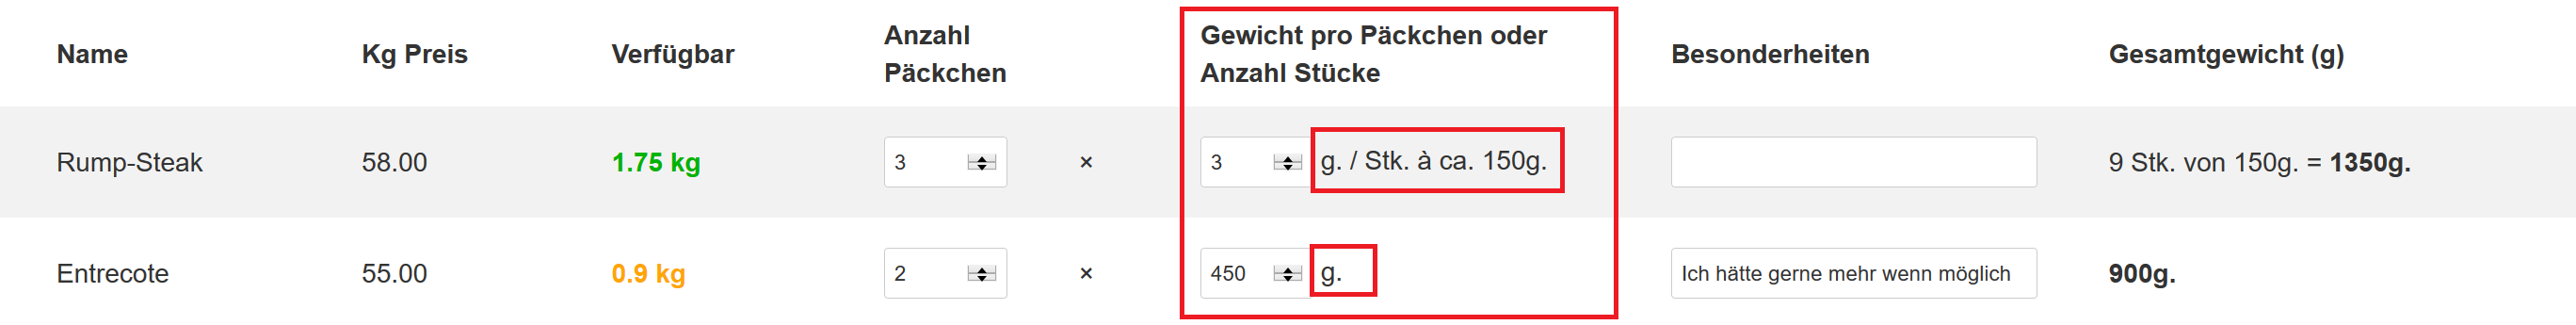 Name Kg Preis Verfügbar Anzahl Päckchen Gewicht pro Päckchen oder Anzahl Stücke Besonderheiten Gesamtgewicht (g)
Rump-Steak 58.00 1.75 kg 3 × 3 g. / Stk. à ca. 150g. 9 Stk. von 150g. = 1350g.
Entrecote 55.00 0.9 kg 2 × 450 g. Ich hätte gerne mehr wenn möglich 900g.